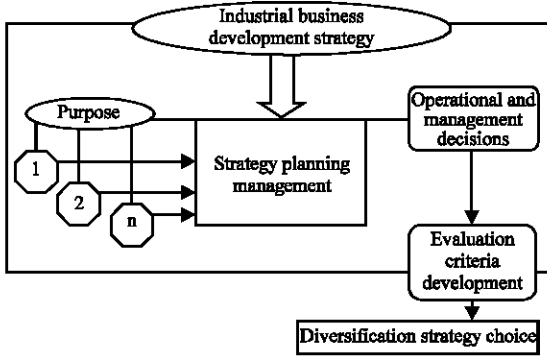 Industrial business
development strategy
Purpose
1
2
n
Strategy planning
management
Operational and
management
decisions
Evaluation
criteria
development
Diversification strategy choice